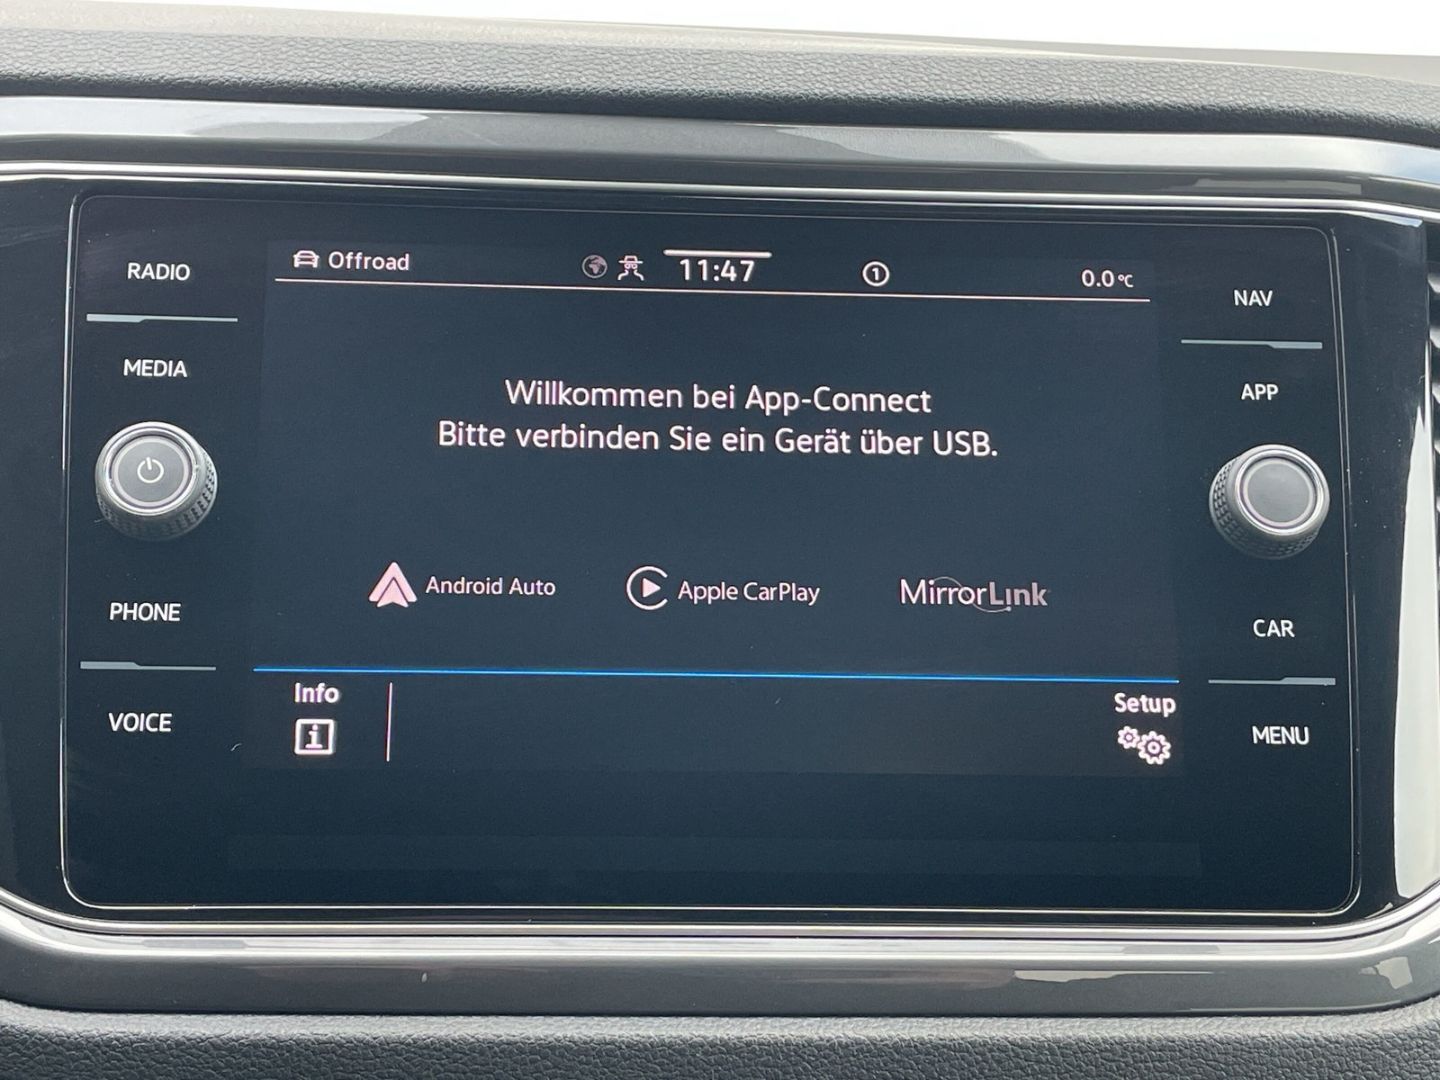 RADIO
MEDIA
PHONE
VOICE
Offroad
11:47
1
0.0°C
Willkommen bei App-Connect
Bitte verbinden Sie ein Gerät über USB.
Android Auto
Apple CarPlay
MirrorLink
Info
i
Setup
NAV
APP
CAR
MENU